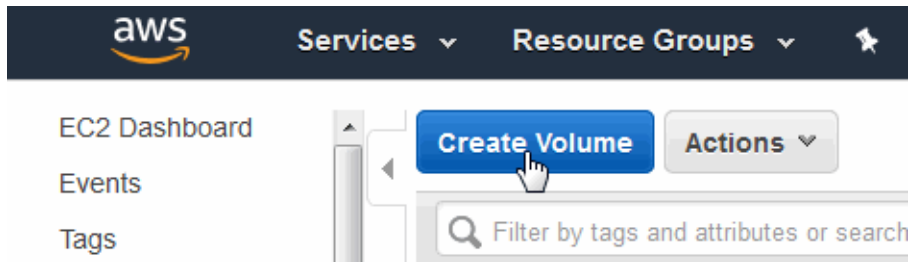 aws
Services
Resource Groups
EC2 Dashboard
Events
Tags
Create Volume
Actions
Filter by tags and attributes or search